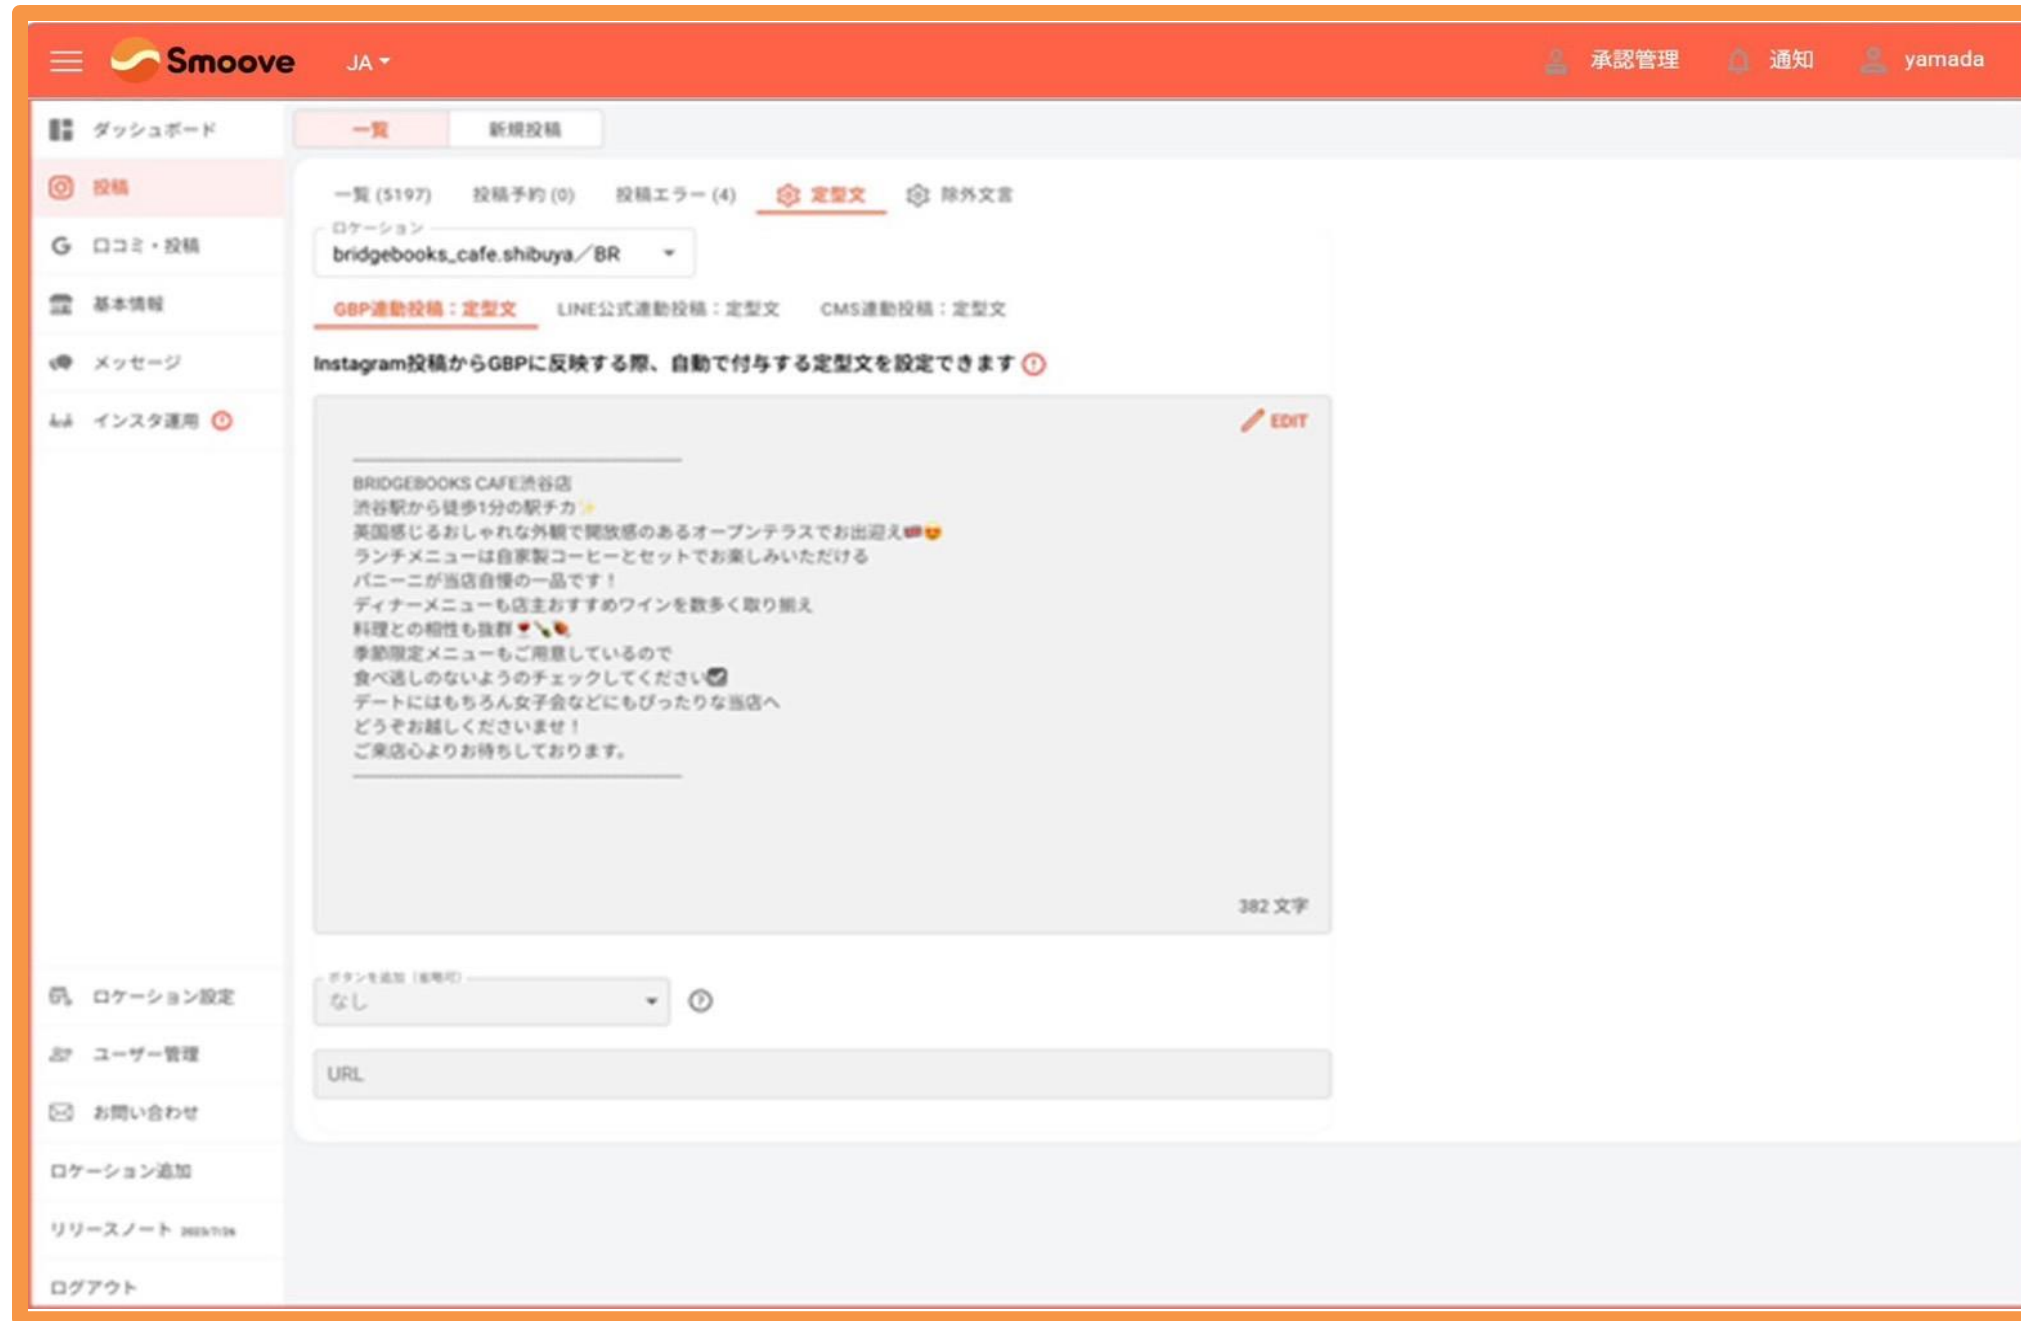 Smoove
JA
承認管理
通知
yamada
ダッシュボード
投稿
口コミ・投稿
基本情報
メッセージ
インスタ運用
ロケーション設定
ユーザー管理
お問い合わせ
ロケーション追加
リリースノート
ログアウト
一覧
新規投稿
一覧 (5197)
投稿予約 (0)
投稿エラー (4)
定型文
除外文言
ロケーション
bridgebooks_cafe.shibuya／BR
GBP連動投稿：定型文
LINE公式連動投稿：定型文
CMS連動投稿：定型文
Instagram投稿からGBPに反映する際、自動で付与する定型文を設定できます
EDIT
BRIDGEBOOKS CAFE渋谷店
渋谷駅から徒歩1分の駅チカ✨
英国感じるおしゃれな外観で開放感のあるオープンテラスでお出迎え🇬🇧😍
ランチメニューは自家製コーヒーとセットでお楽しみいただける
パニーニが当店自慢の一品です！
ディナーメニューも店主おすすめワインを数多く取り揃え
料理との相性も抜群🍷🍾🍖
季節限定メニューもご用意しているので
食べ逃しのないようのチェックしてください☑
デートにはもちろん女子会などにもぴったりな当店へ
どうぞお越しくださいませ！
ご来店心よりお待ちしております。
382 文字
ボタンを追加（省略可）
なし
URL